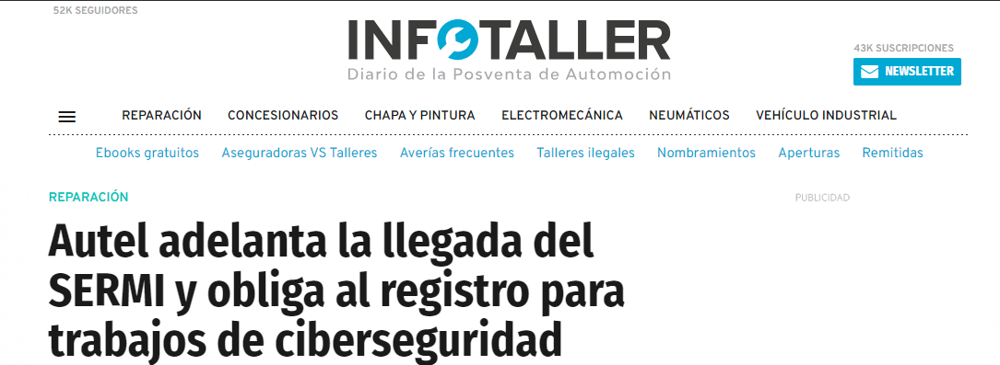 52K SEGUIDORES
INFOTALLER
Diario de la Posventa de Automoción
43K SUSCRIPCIONES
NEWSLETTER
REPARACIÓN CONCESIONARIOS CHAPA Y PINTURA ELECTROMECÁNICA NEUMÁTICOS VEHÍCULO INDUSTRIAL
Ebooks gratuitos Aseguradoras VS Talleres Averías frecuentes Talleres ilegales Nombramientos Aperturas Remitidas
REPARACIÓN
PUBLICIDAD
Autel adelanta la llegada del
SERMI y obliga al registro para
trabajos de ciberseguridad